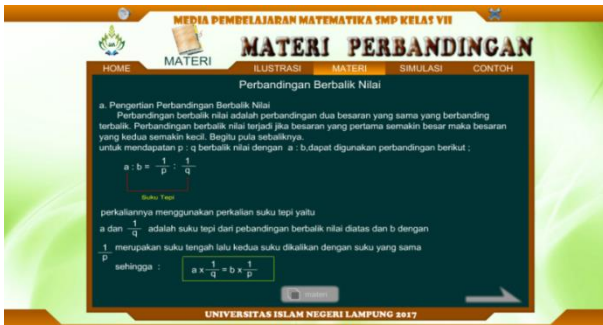 MEDIA PEMBELAJARAN MATEMATIKA SMP KELAS VII
MATERI
MATERI PERBANDINGAN
HOME
ILUSTRASI
MATERI
SIMULASI
CONTOH
Perbandingan Berbalik Nilai
a. Pengertian Perbandingan Berbalik Nilai
Perbandingan berbalik nilai adalah perbandingan dua besaran yang sama yang berbanding
terbalik. Perbandingan berbalik nilai terjadi jika besaran yang pertama semakin besar maka besaran
yang kedua semakin kecil. Begitu pula sebaliknya.
untuk mendapatan p : q berbalik nilai dengan a : b,dapat digunakan perbandingan berikut ;
a : b = 1/p : 1/q
Suku Tepi
perkaliannya menggunakan perkalian suku tepi yaitu
a dan 1/q adalah suku tepi dari pebandingan berbalik nilai diatas dan b dengan
1/p merupakan suku tengah lalu kedua suku dikalikan dengan suku yang sama
sehingga : a x 1/q = b x 1/p
UNIVERSITAS ISLAM NEGERI LAMPUNG 2017